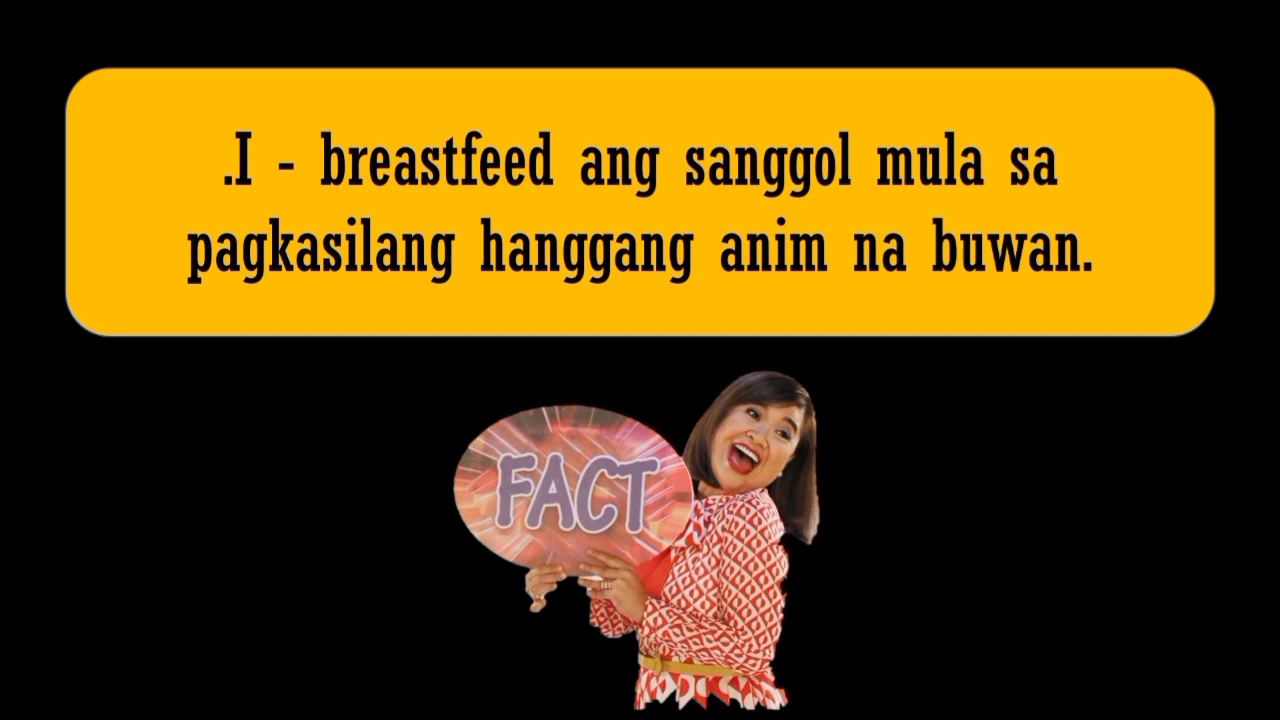 .I - breastfeed ang sanggol mula sa
pagkasilang hanggang anim na buwan.
FACT